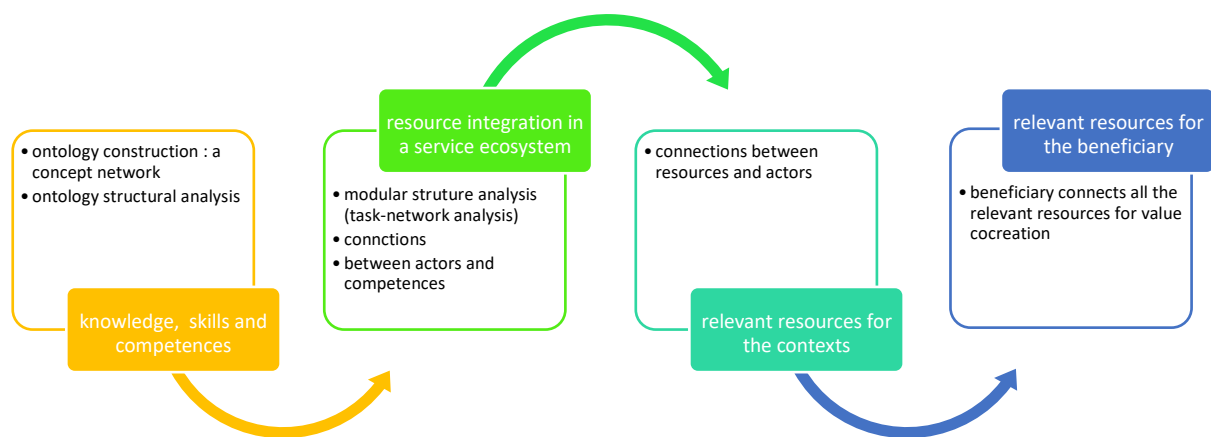 • ontology construction : a
concept network
• ontology structural analysis
knowledge, skills and
competences
resource integration in
a service ecosystem
• modular struture analysis
(task-network analysis)
• connctions
• between actors and
competences
• connections between
resources and actors
relevant resources for
the contexts
relevant resources for
the beneficiary
• beneficiary connects all the
relevant resources for value
cocreation